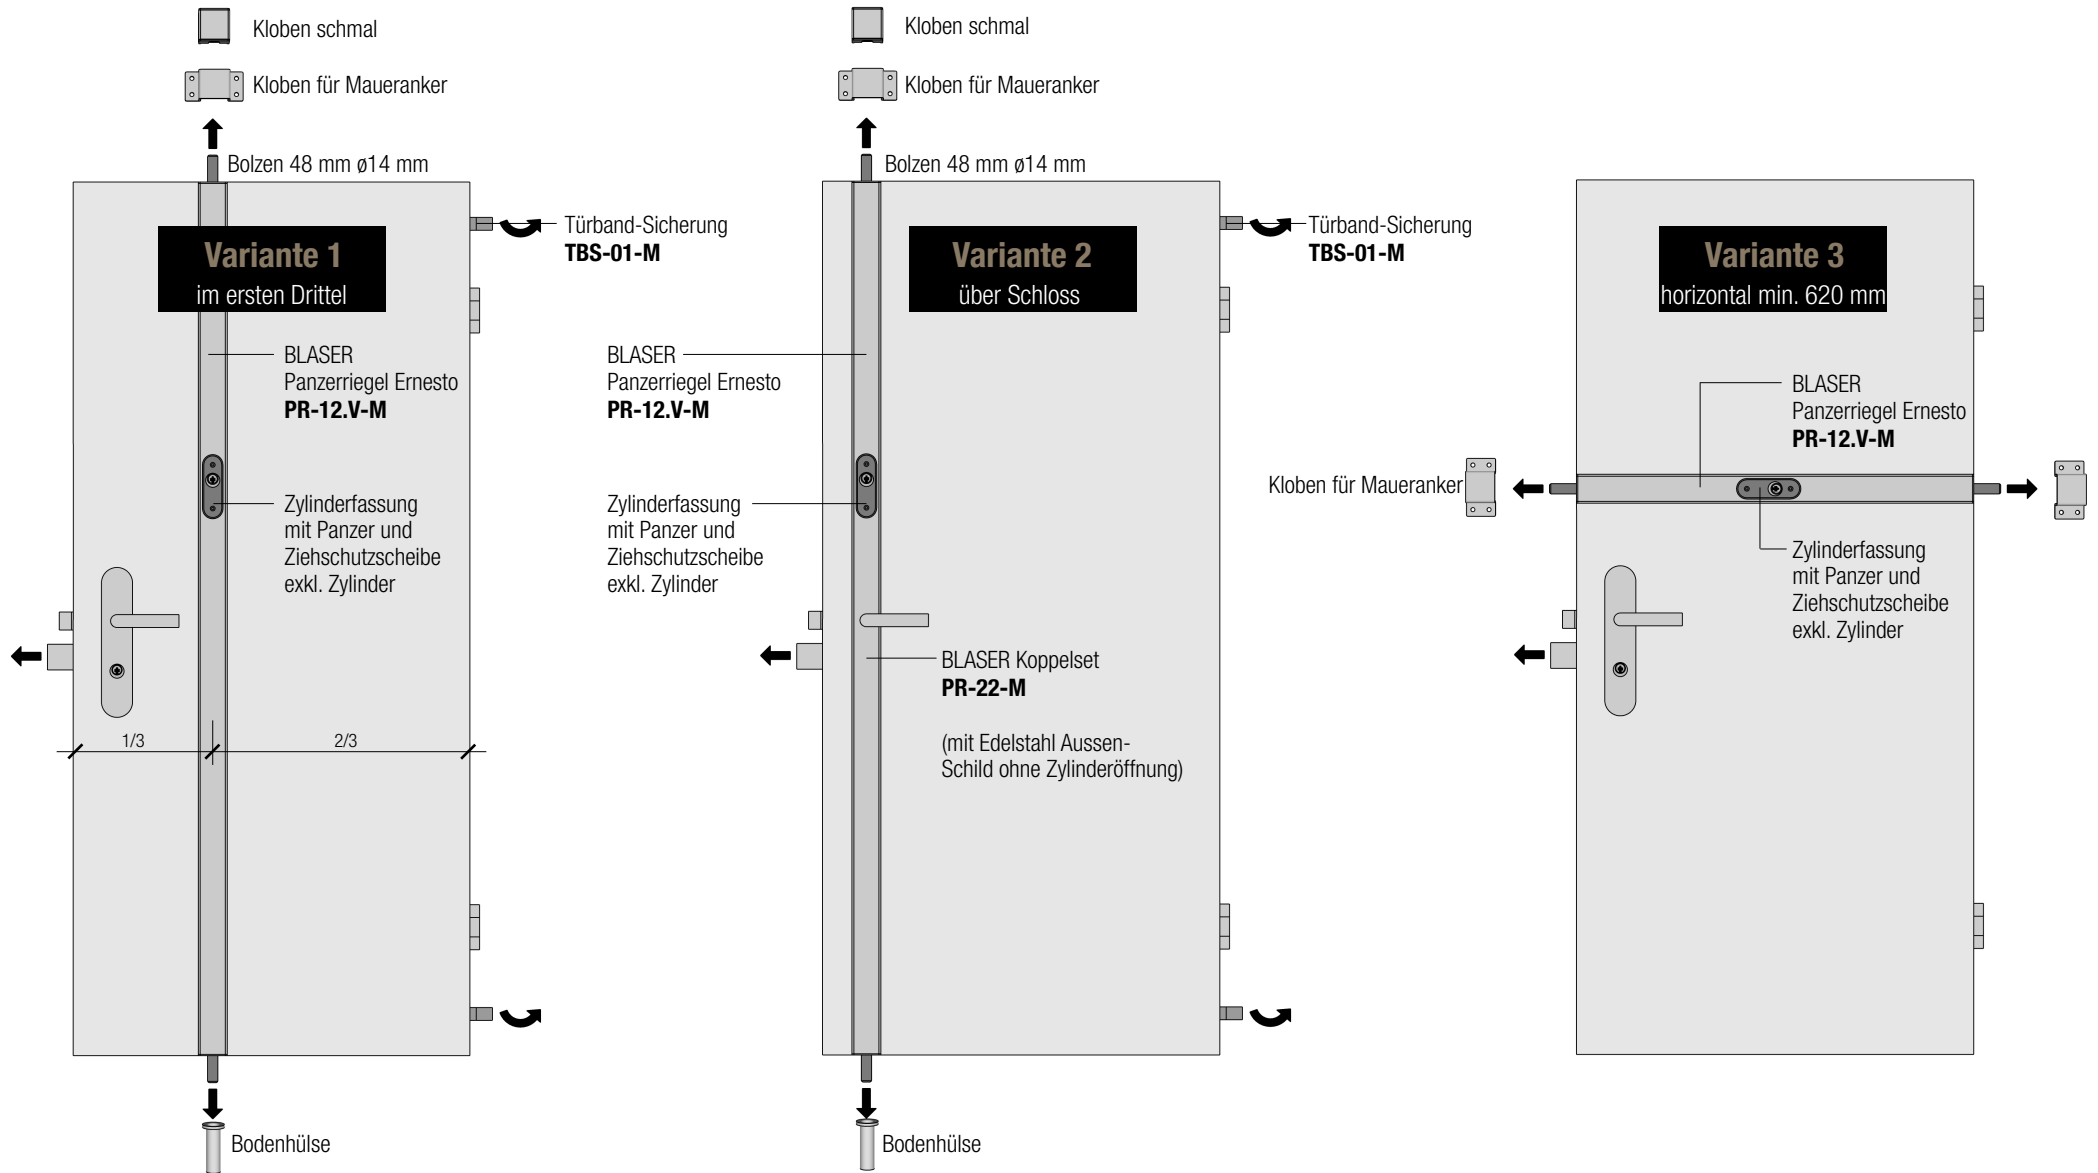 Kloben schmal
Kloben für Maueranker
Bolzen 48 mm ø14 mm
Türband-Sicherung
TBS-01-M
Variante 1
im ersten Drittel
BLASER
Panzerriegel Ernesto
PR-12.V-M
Zylinderfassung
mit Panzer und
Ziehschutzscheibe
exkl. Zylinder
1/3
2/3
Bodenhülse
Kloben schmal
Kloben für Maueranker
Bolzen 48 mm ø14 mm
Türband-Sicherung
TBS-01-M
Variante 2
über Schloss
BLASER
Panzerriegel Ernesto
PR-12.V-M
Zylinderfassung
mit Panzer und
Ziehschutzscheibe
exkl. Zylinder
BLASER Koppelset
PR-22-M
(mit Edelstahl Aussen-
Schild ohne Zylinderöffnung)
Bodenhülse
Variante 3
horizontal min. 620 mm
BLASER
Panzerriegel Ernesto
PR-12.V-M
Kloben für Maueranker
Zylinderfassung
mit Panzer und
Ziehschutzscheibe
exkl. Zylinder